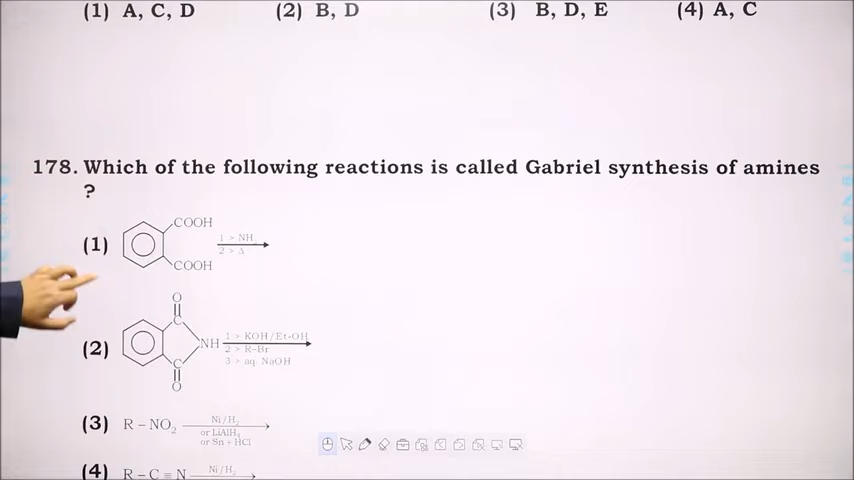 (1) A, C, D (2) B, D (3) B, D, E (4) A, C
178. Which of the following reactions is called Gabriel synthesis of amines
?
(1) COOH COOH 1 > NH3 2 > Δ
(2) O C NH C O 1 > KOH/Et-OH 2 > R–Br 3 > aq. NaOH
(3) R – NO2 Ni/H2 or LiAlH4 or Sn + HCl
(4) R – C ≡ N Ni/H2